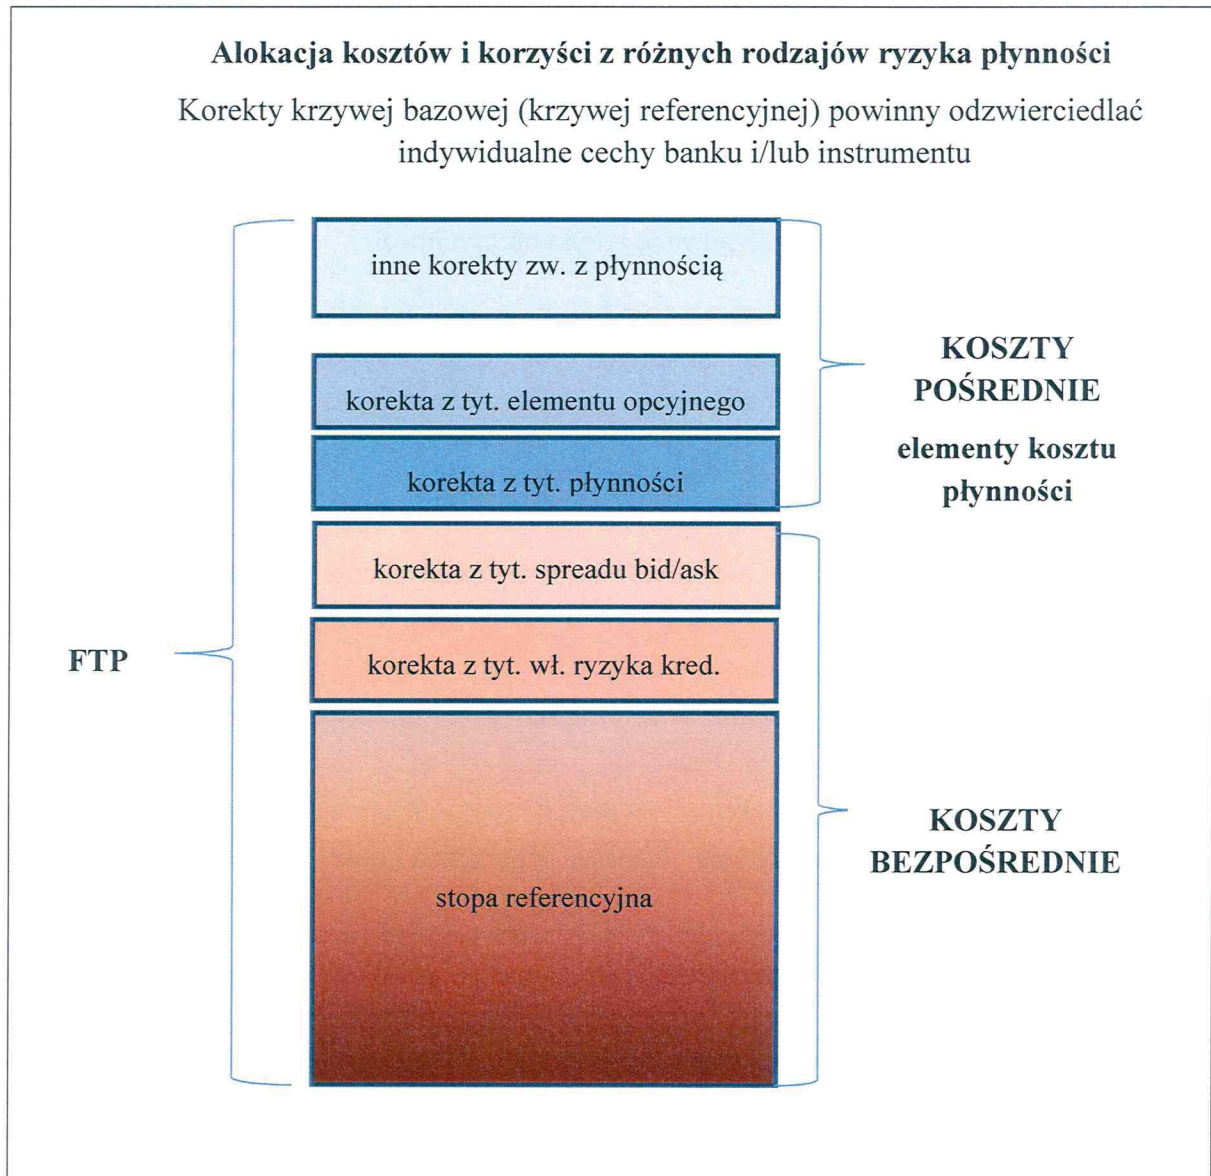 Alokacja kosztów i korzyści z różnych rodzajów ryzyka płynności
Korekty krzywej bazowej (krzywej referencyjnej) powinny odzwierciedlać
indywidualne cechy banku i/lub instrumentu
inne korekty zw. z płynnością
korekta z tyt. elementu opcyjnego
korekta z tyt. płynności
korekta z tyt. spreadu bid/ask
korekta z tyt. wł. ryzyka kred.
stopa referencyjna
FTP
KOSZTY
POŚREDNIE
elementy kosztu
płynności
KOSZTY
BEZPOŚREDNIE